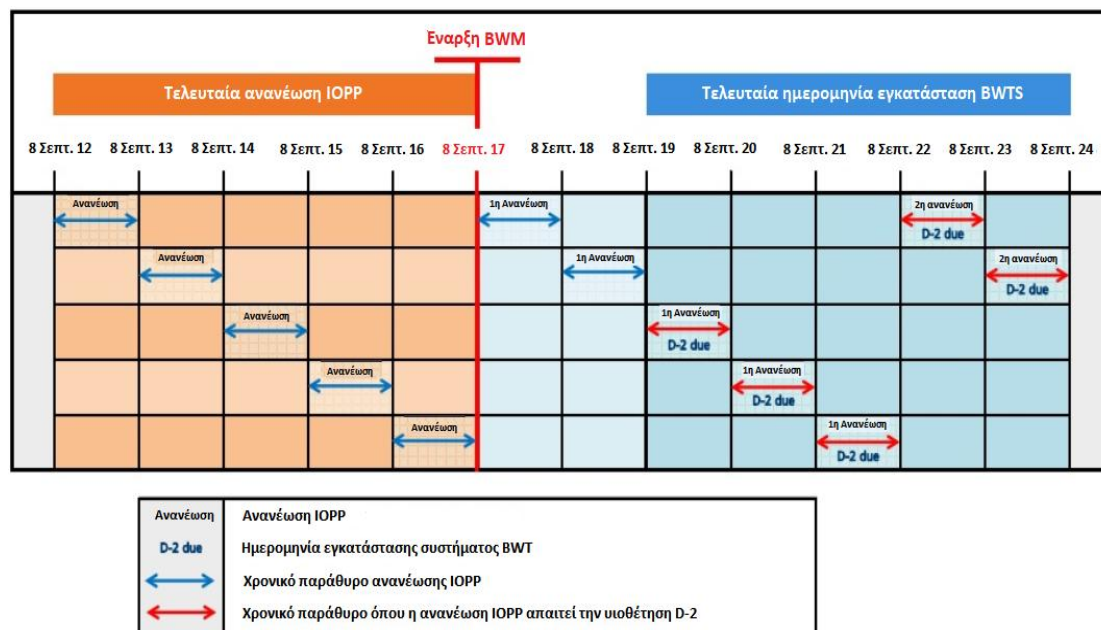 Έναρξη BWM
Τελευταία ανανέωση IOPP
Τελευταία ημερομηνία εγκατάσταση BWTS
8 Σεπτ. 12 8 Σεπτ. 13 8 Σεπτ. 14 8 Σεπτ. 15 8 Σεπτ. 16 8 Σεπτ. 17 8 Σεπτ. 18 8 Σεπτ. 19 8 Σεπτ. 20 8 Σεπτ. 21 8 Σεπτ. 22 8 Σεπτ. 23 8 Σεπτ. 24
Ανανέωση 1η Ανανέωση 2η ανανέωση
D-2 due
Ανανέωση 1η Ανανέωση 2η ανανέωση
D-2 due
Ανανέωση 1η Ανανέωση
D-2 due
Ανανέωση 1η Ανανέωση
D-2 due
Ανανέωση 1η Ανανέωση
D-2 due
Ανανέωση Ανανέωση IOPP
D-2 due Ημερομηνία εγκατάστασης συστήματος BWT
Χρονικό παράθυρο ανανέωσης IOPP
Χρονικό παράθυρο όπου η ανανέωση IOPP απαιτεί την υιοθέτηση D-2